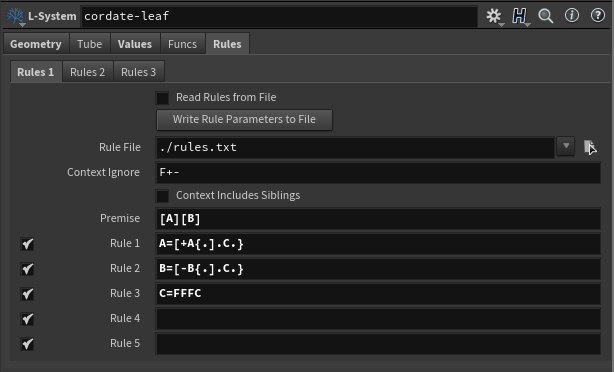 L-System cordate-leaf
Geometry Tube Values Funcs Rules
Rules 1 Rules 2 Rules 3
Read Rules from File
Write Rule Parameters to File
Rule File ./rules.txt
Context Ignore F+-
Context Includes Siblings
Premise [A][B]
Rule 1 A=[+A{.].C.}
Rule 2 B=[-B{.].C.}
Rule 3 C=FFFC
Rule 4
Rule 5